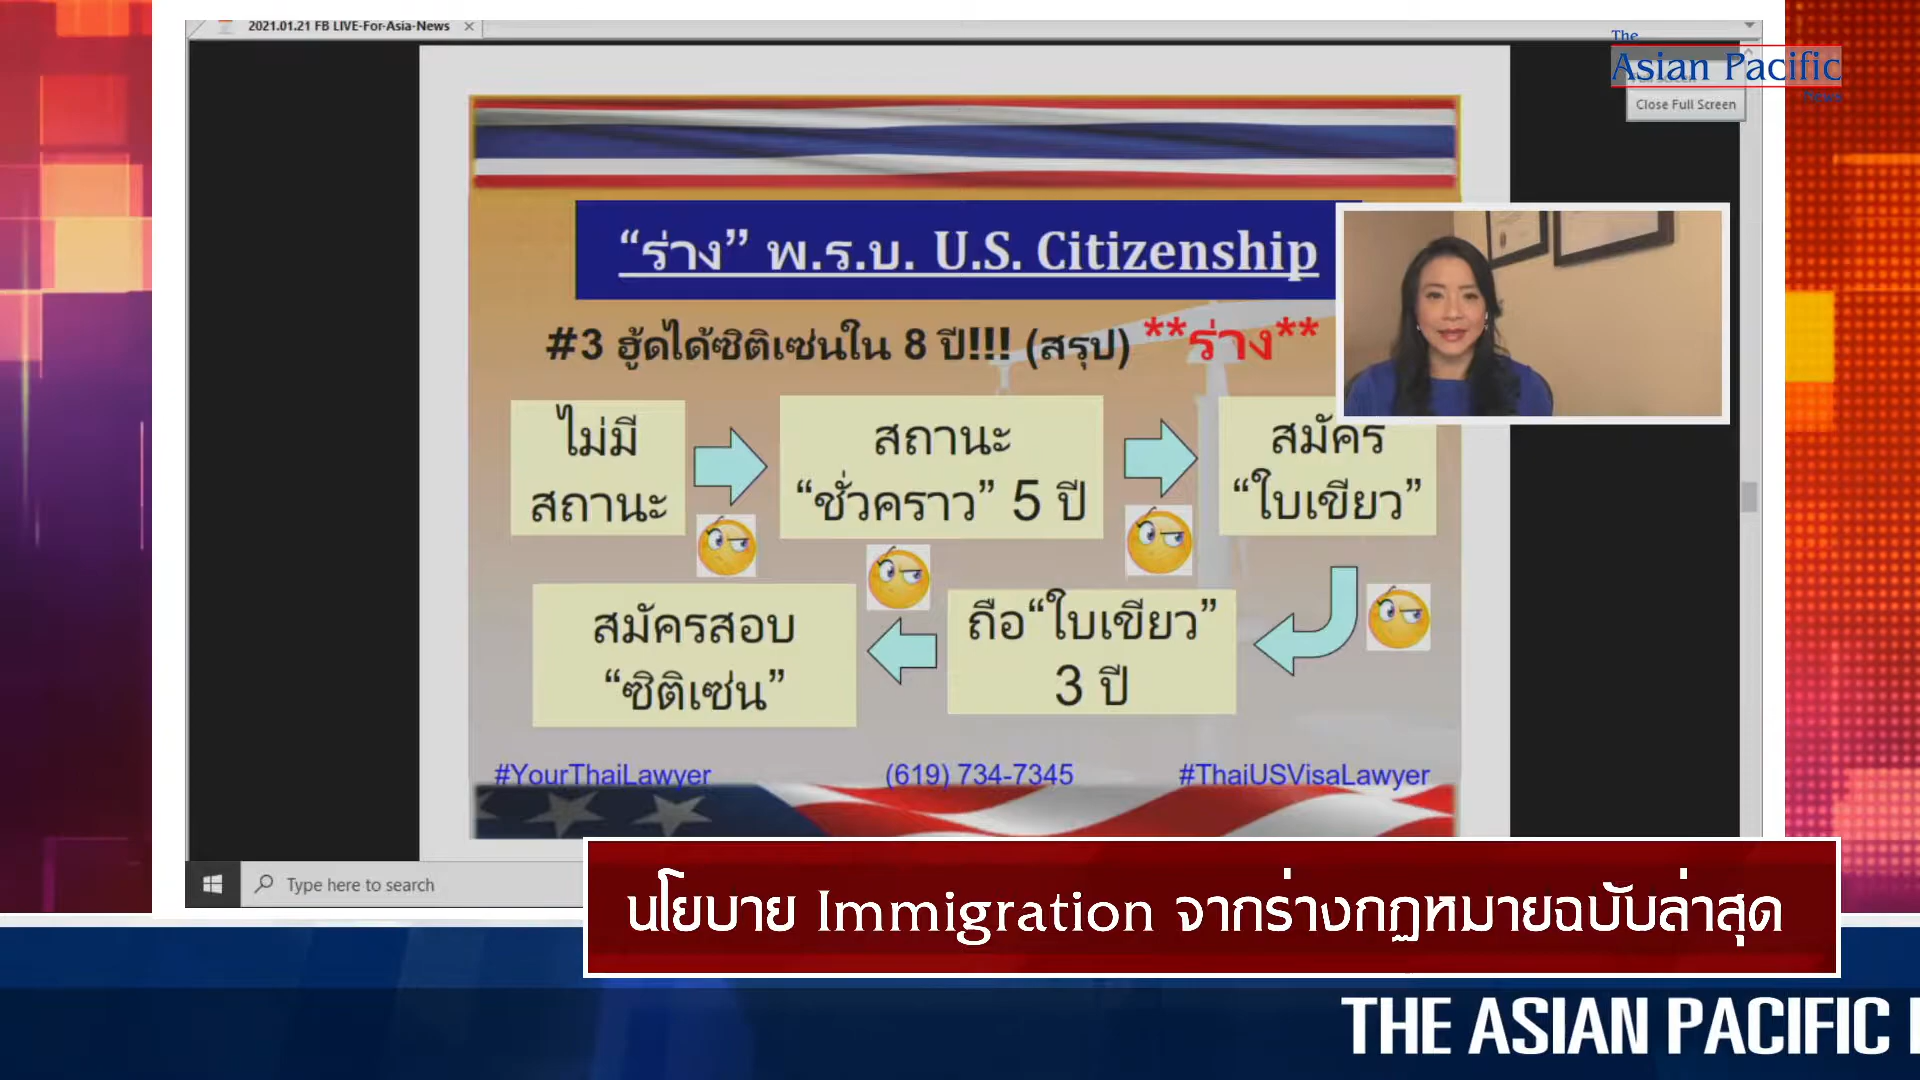 2021.01.21 FB LIVE-For-Asia-News
The
Asian Pacific
News
Close Full Screen
“ร่าง” พ.ร.บ. U.S. Citizenship
#3 ฮู้ดได้ซิติเซ่นใน 8 ปี!!! (สรุป) **ร่าง**
ไม่มี
สถานะ
สถานะ
“ชั่วคราว” 5 ปี
สมัคร
“ใบเขียว”
ถือ“ใบเขียว”
3 ปี
สมัครสอบ
“ซิติเซ่น”
#YourThaiLawyer (619) 734-7345 #ThaiUSVisaLawyer
Type here to search
นโยบาย Immigration จากร่างกฏหมายฉบับล่าสุด
THE ASIAN PACIFIC